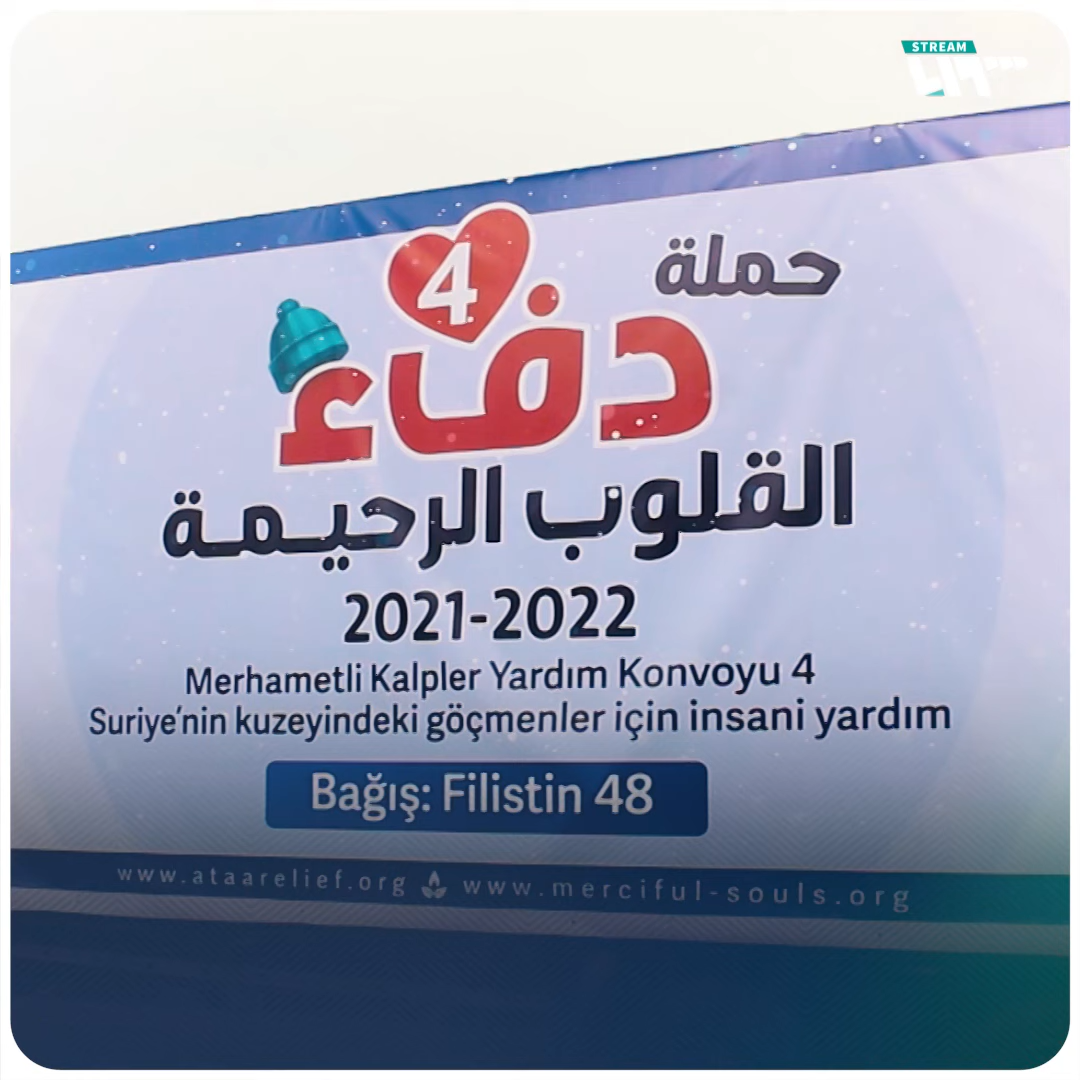 STREAM
حملة
دفاء 4
القلوب الرحيمة
2021-2022
Merhametli Kalpler Yardım Konvoyu 4
Suriye'nin kuzeyindeki göçmenler için insani yardım
Bağış: Filistin 48
www.ataarelief.org www.merciful-souls.org